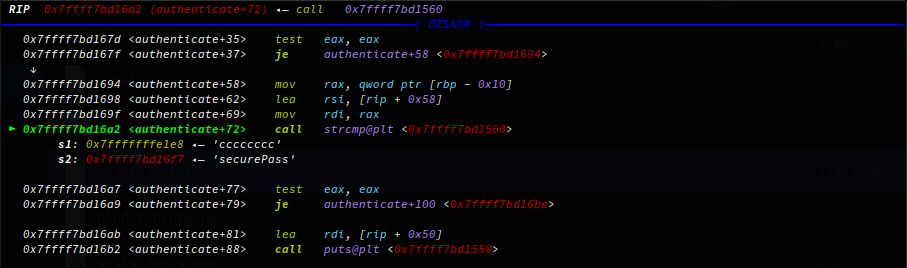 RIP 0x7ffff7bd16a2 (authenticate+72) ◂— call 0x7ffff7bd1560
[ DISASM ]
0x7ffff7bd167d <authenticate+35> test eax, eax
0x7ffff7bd167f <authenticate+37> je authenticate+58 <0x7ffff7bd1694>
↓
0x7ffff7bd1694 <authenticate+58> mov rax, qword ptr [rbp - 0x10]
0x7ffff7bd1698 <authenticate+62> lea rsi, [rip + 0x58]
0x7ffff7bd169f <authenticate+69> mov rdi, rax
► 0x7ffff7bd16a2 <authenticate+72> call strcmp@plt <0x7ffff7bd1560>
s1: 0x7fffffffe1e8 ◂— 'cccccccc'
s2: 0x7ffff7bd16f7 ◂— 'securePass'
0x7ffff7bd16a7 <authenticate+77> test eax, eax
0x7ffff7bd16a9 <authenticate+79> je authenticate+100 <0x7ffff7bd16be>
0x7ffff7bd16ab <authenticate+81> lea rdi, [rip + 0x50]
0x7ffff7bd16b2 <authenticate+88> call puts@plt <0x7ffff7bd1550>